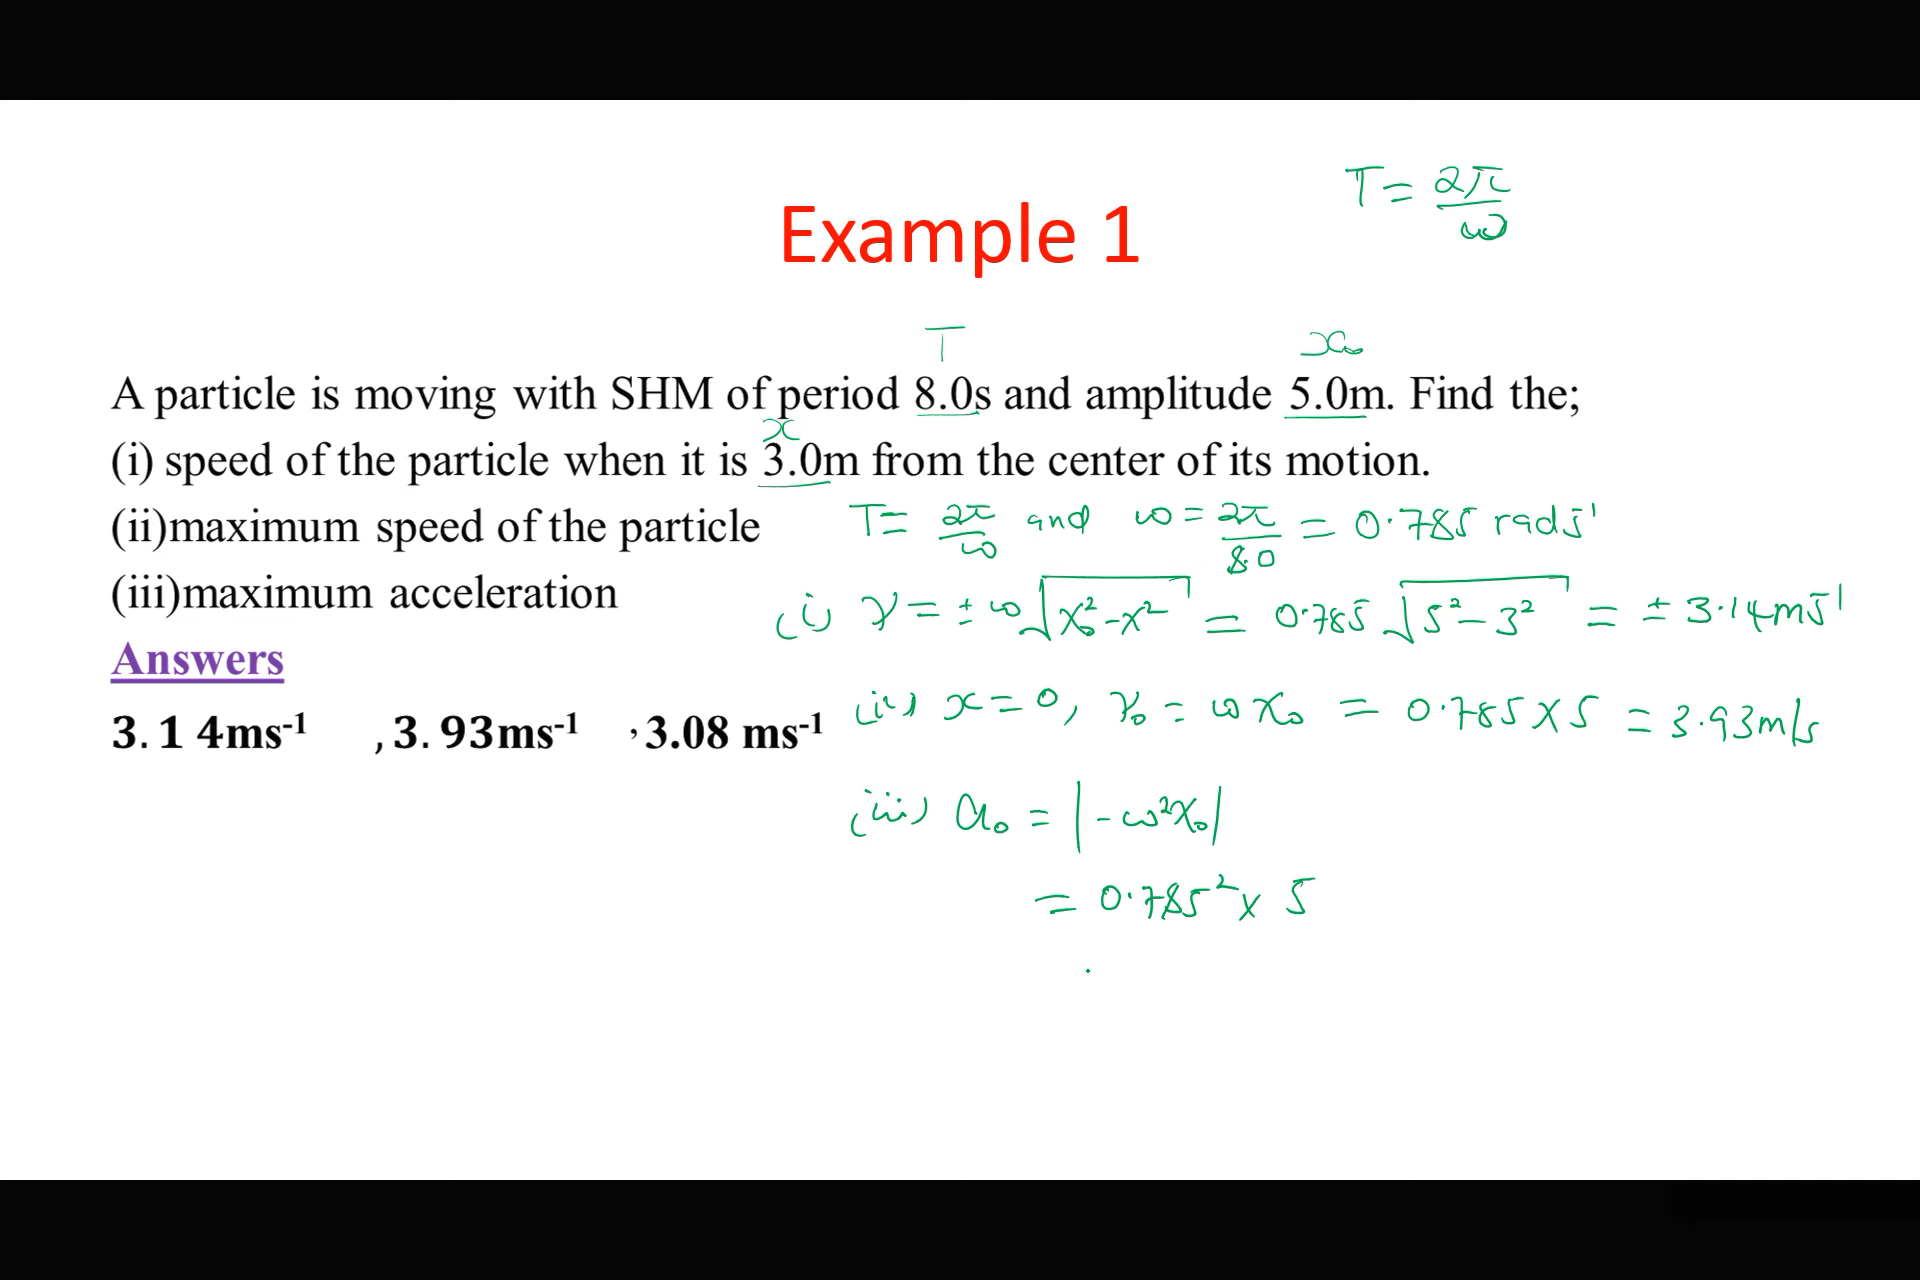 T = 2π/ω
Example 1
T x₀
A particle is moving with SHM of period 8.0s and amplitude 5.0m. Find the;
x
(i) speed of the particle when it is 3.0m from the center of its motion.
(ii)maximum speed of the particle T = 2π/ω and ω = 2π/8.0 = 0.785 rads⁻¹
(iii)maximum acceleration (i) v = ± ω√(x₀² - x²) = 0.785 √(5² - 3²) = ± 3.14ms⁻¹
Answers
3.1 4ms⁻¹ ,3.93ms⁻¹ ,3.08 ms⁻¹ (ii) x = 0, v₀ = ωx₀ = 0.785 x 5 = 3.93m/s
(iii) a₀ = |-ω²x₀|
= 0.785² x 5